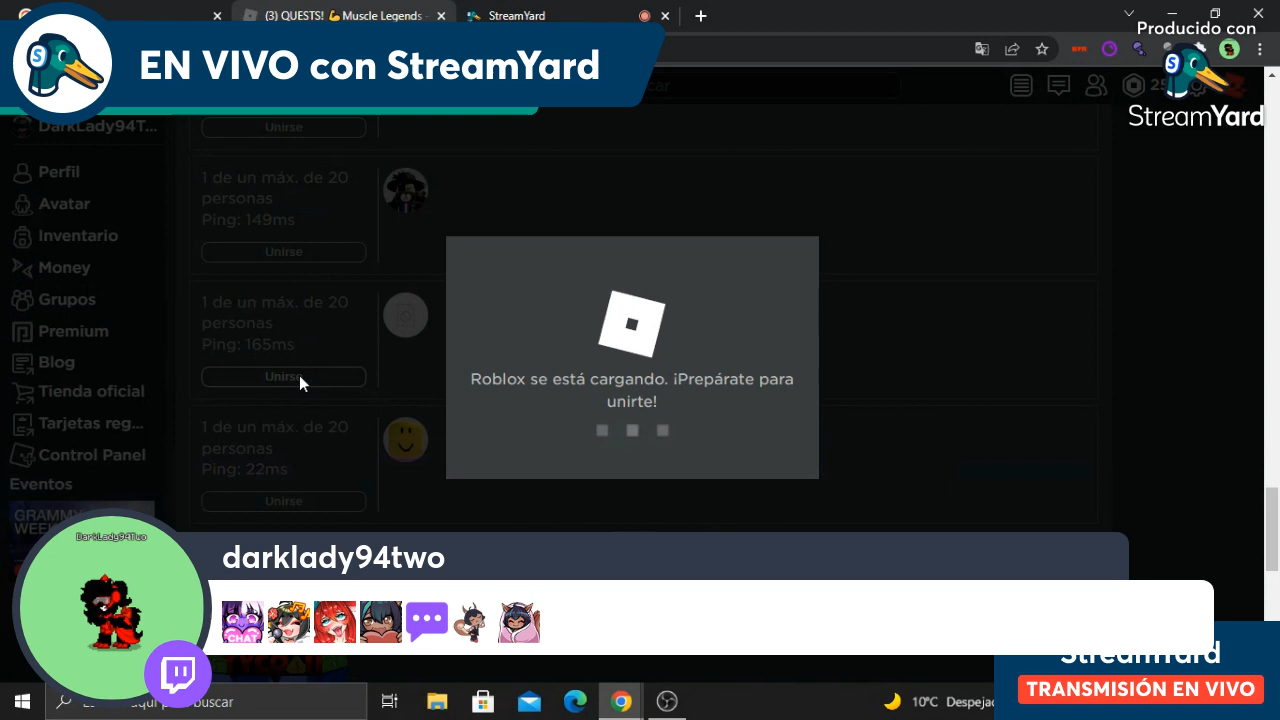 (3) QUESTS! 💪 Muscle Legends -
StreamYard
Producido con
StreamYard
EN VIVO con StreamYard
DarkLady94T...
Perfil
Avatar
Inventario
Money
Grupos
Premium
Blog
Tienda oficial
Tarjetas reg...
Control Panel
Eventos
Unirse
1 de un máx. de 20
personas
Ping: 149ms
Unirse
1 de un máx. de 20
personas
Ping: 165ms
Unirse
1 de un máx. de 20
personas
Ping: 22ms
Unirse
Roblox se está cargando. ¡Prepárate para
unirte!
DarkLady94Two
darklady94two
CHAT
StreamYard
TRANSMISIÓN EN VIVO
buscar
10°C